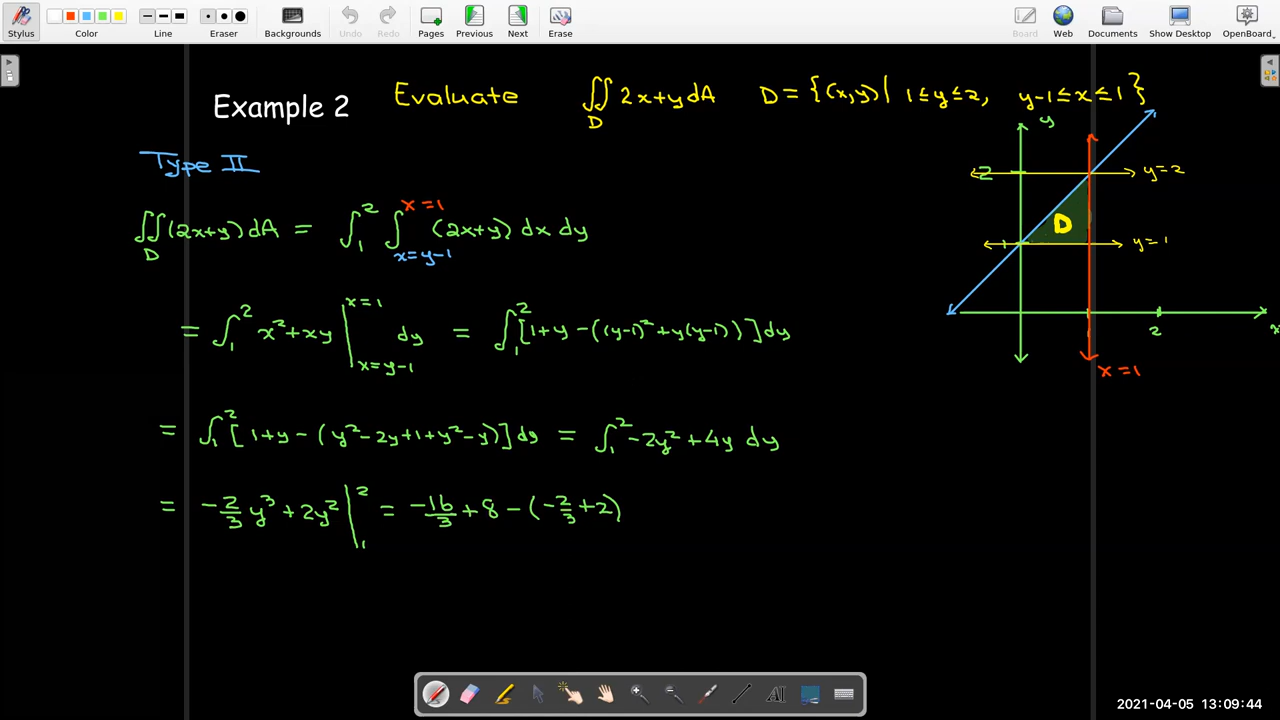 Stylus Color Line Eraser Backgrounds Undo Redo Pages Previous Next Erase Board Web Documents Show Desktop OpenBoard
Example 2 Evaluate ∬_D 2x+y dA D = {(x,y) | 1≤y≤2, y-1≤x≤1}
y
Type II
2 y=2
∬_D (2x+y) dA = ∫_1^2 ∫_{x=y-1}^{x=1} (2x+y) dx dy
D
1 y=1
= ∫_1^2 x²+xy |_{x=y-1}^{x=1} dy = ∫_1^2 [1+y-((y-1)²+y(y-1))] dy
2 x
x=1
= ∫_1^2 [1+y-(y²-2y+1+y²-y)] dy = ∫_1^2 -2y²+4y dy
= -2/3 y³+2y² |_1^2 = -16/3+8-(-2/3+2)
AI
2021-04-05 13:09:44